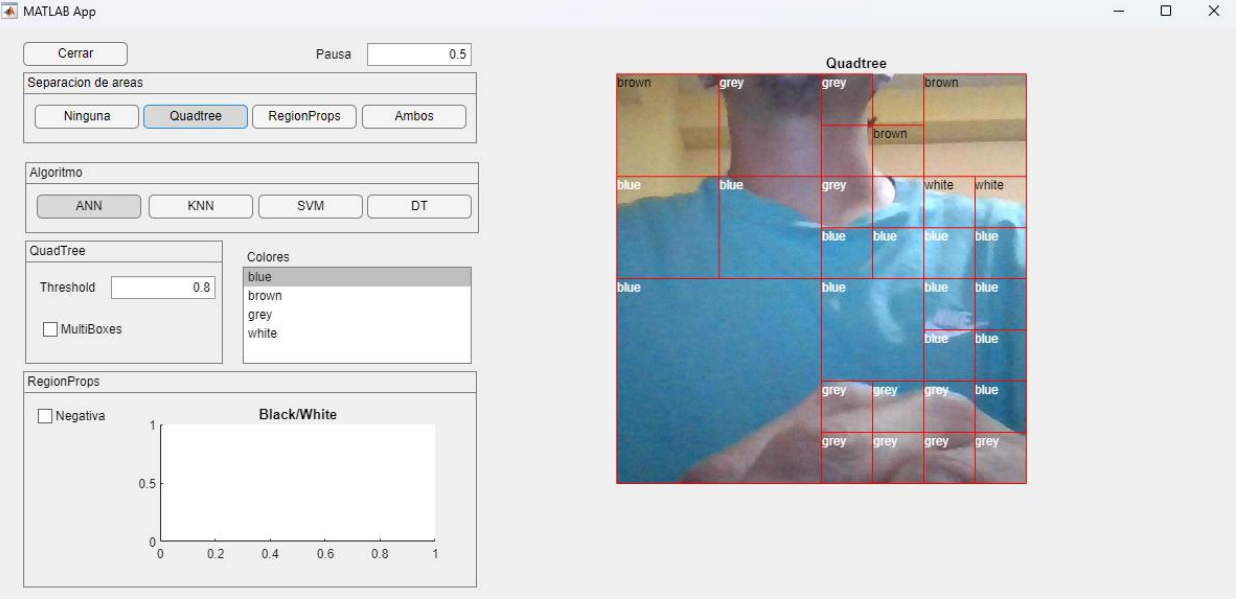 MATLAB App
Cerrar
Pausa 0.5
Separacion de areas
Ninguna Quadtree RegionProps Ambos
Algoritmo
ANN KNN SVM DT
QuadTree
Threshold 0.8
MultiBoxes
Colores
blue
brown
grey
white
RegionProps
Negativa
Black/White
1
0.5
0
0 0.2 0.4 0.6 0.8 1
Quadtree
brown grey grey brown
brown
blue blue grey white white
blue blue blue blue
blue blue blue blue
blue blue
grey grey grey blue
grey grey grey grey